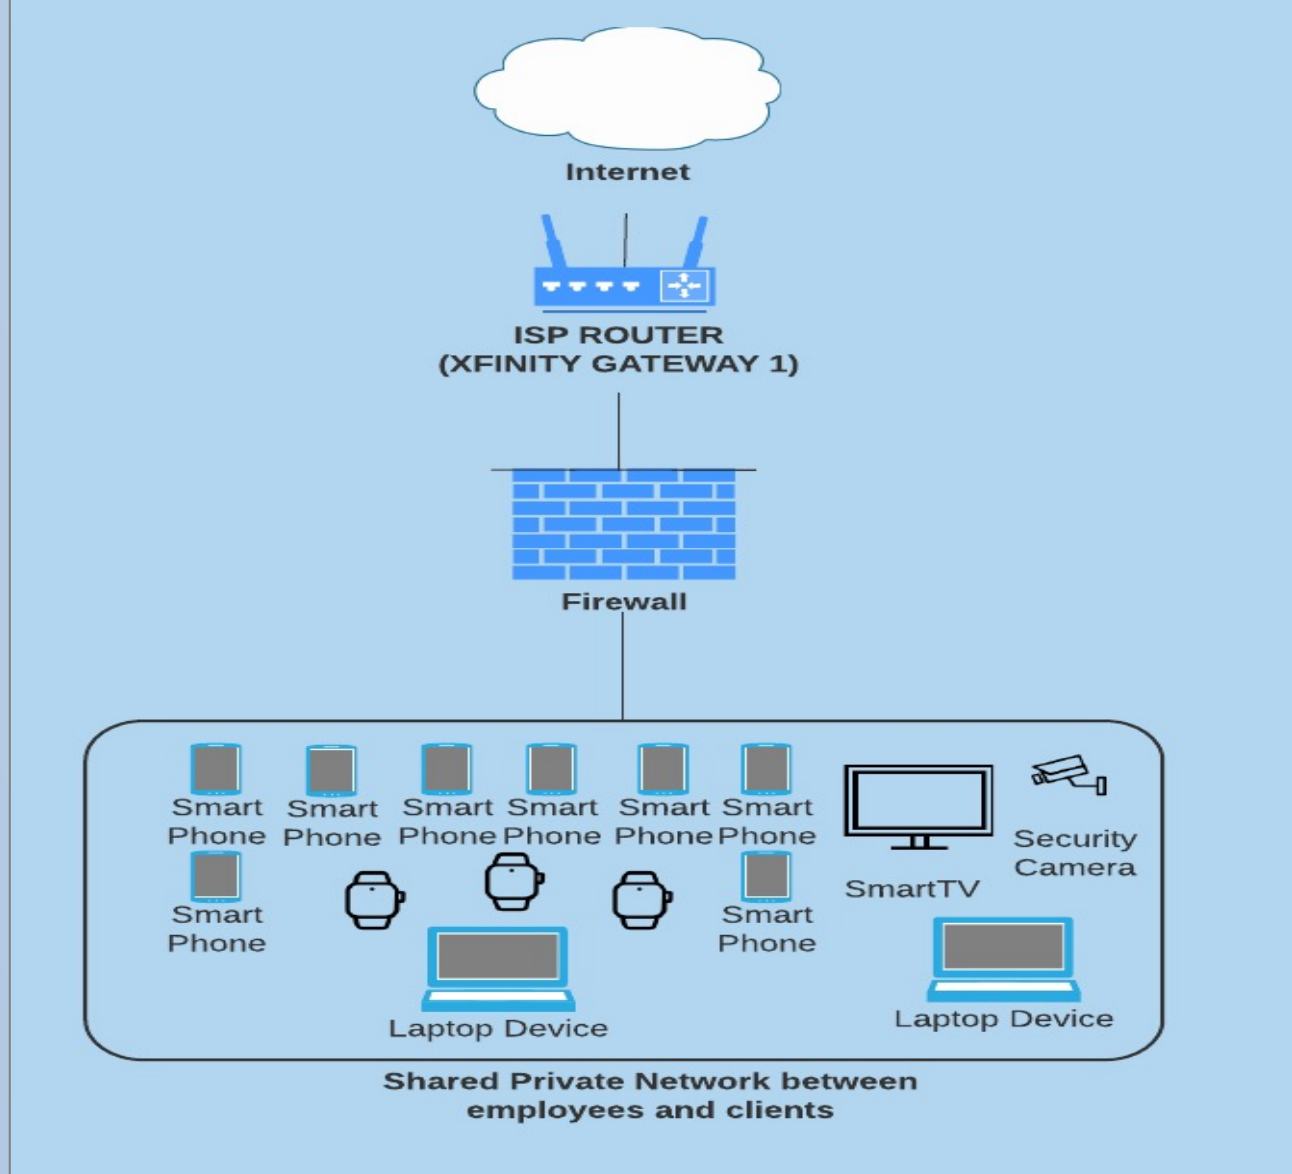 Internet
ISP ROUTER
(XFINITY GATEWAY 1)
Firewall
Smart
Phone
Smart
Phone
Smart
Phone
Smart
Phone
Smart
Phone
Smart
Phone
SmartTV
Security
Camera
Smart
Phone
Smart
Phone
Laptop Device
Laptop Device
Shared Private Network between
employees and clients